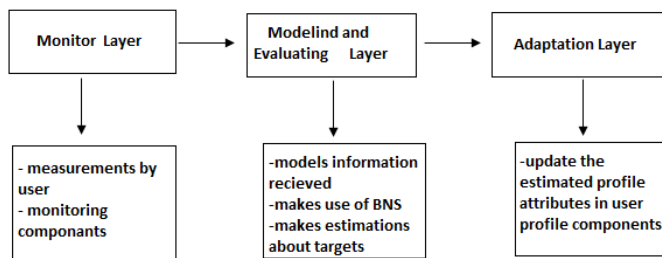 Monitor Layer
Modelind and
Evaluating Layer
Adaptation Layer
- measurements by
user
- monitoring
componants
-models information
recieved
-makes use of BNS
-makes estimations
about targets
-update the
estimated profile
attributes in user
profile components